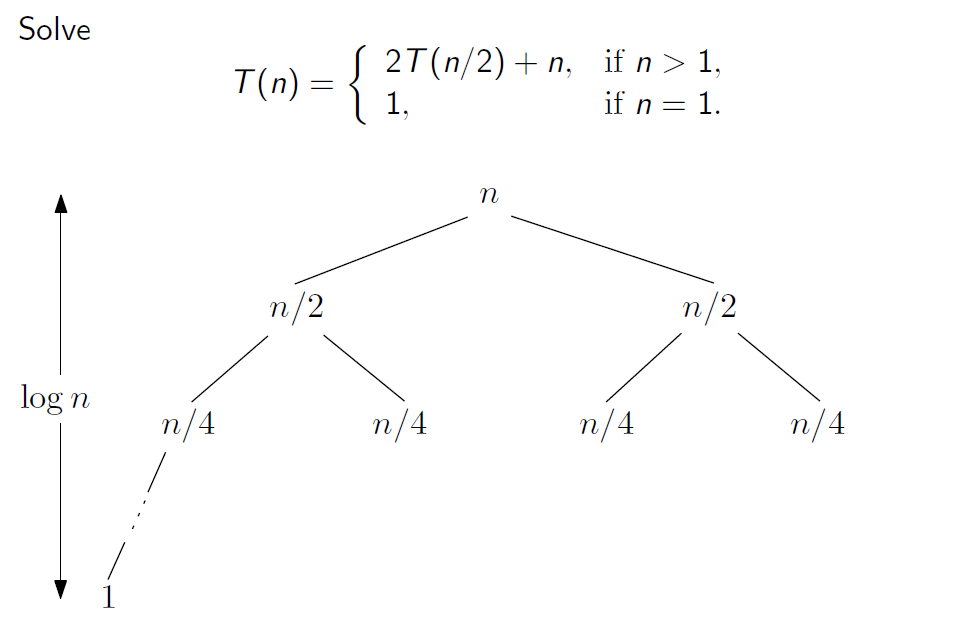 Solve
T(n) = { 2T(n/2) + n, if n > 1,
1, if n = 1.
n
n/2 n/2
log n
n/4 n/4 n/4 n/4
1